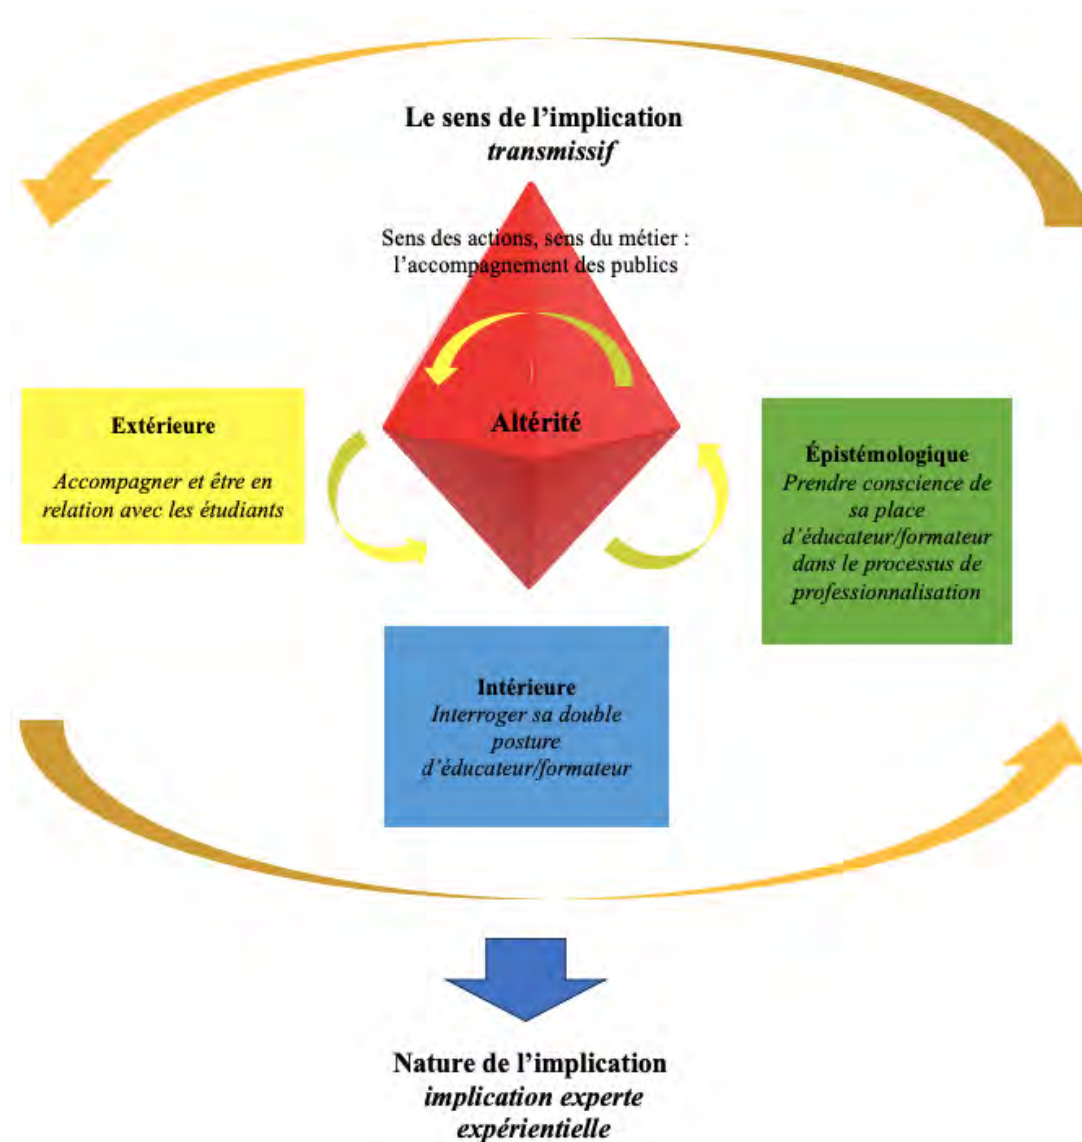 Le sens de l’implication
transmissif
Sens des actions, sens du métier :
l’accompagnement des publics
Altérité
Extérieure
Accompagner et être en
relation avec les étudiants
Épistémologique
Prendre conscience de
sa place
d’éducateur/formateur
dans le processus de
professionnalisation
Intérieure
Interroger sa double
posture
d’éducateur/formateur
Nature de l’implication
implication experte
expérientielle